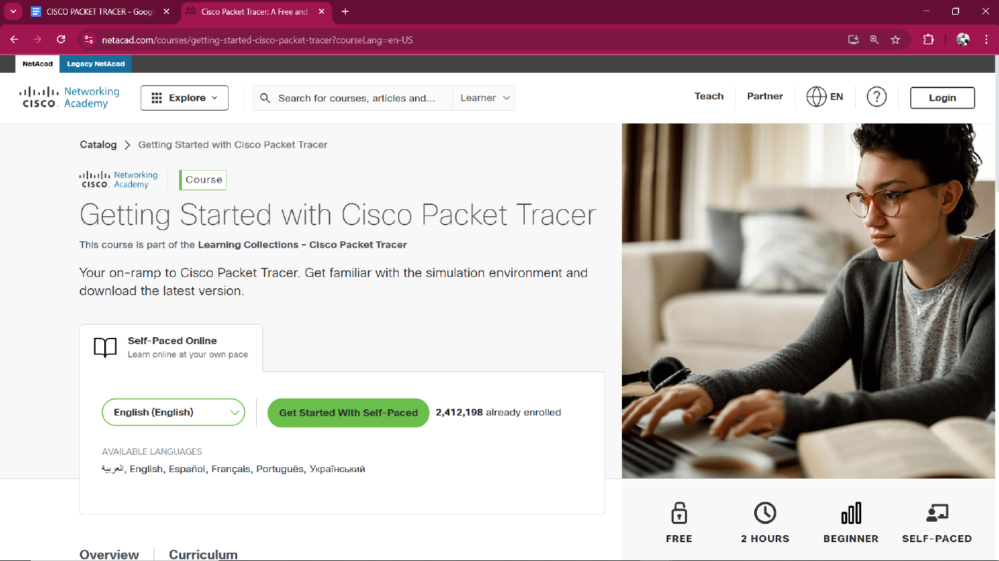 CISCO PACKET TRACER - Googl
Cisco Packet Tracer: A Free and
netacad.com/courses/getting-started-cisco-packet-tracer?courseLang=en-US
NetAcad Legacy NetAcad
CISCO Networking Academy
Explore
Search for courses, articles and...
Learner
Teach
Partner
EN
?
Login
Catalog > Getting Started with Cisco Packet Tracer
CISCO Networking Academy
Course
Getting Started with Cisco Packet Tracer
This course is part of the Learning Collections - Cisco Packet Tracer
Your on-ramp to Cisco Packet Tracer. Get familiar with the simulation environment and
download the latest version.
Self-Paced Online
Learn online at your own pace
English (English)
Get Started With Self-Paced
2,412,198 already enrolled
AVAILABLE LANGUAGES
العربية, English, Español, Français, Português, Український
FREE
2 HOURS
BEGINNER
SELF-PACED
Overview
Curriculum